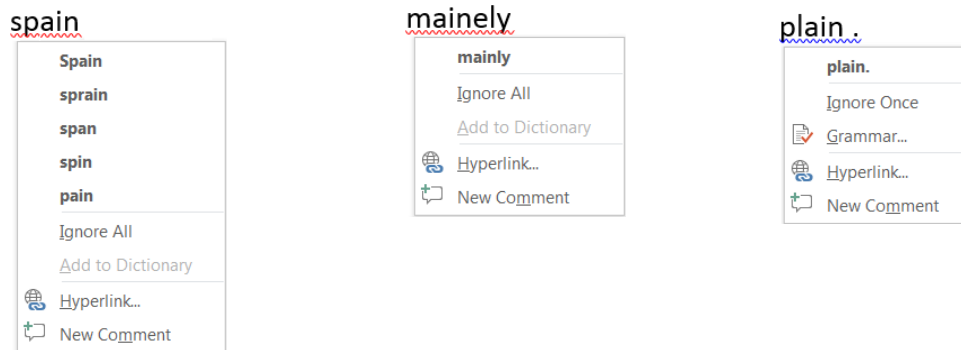 spain
Spain
sprain
span
spin
pain
Ignore All
Add to Dictionary
Hyperlink...
New Comment
mainely
mainly
Ignore All
Add to Dictionary
Hyperlink...
New Comment
plain .
plain.
Ignore Once
Grammar...
Hyperlink...
New Comment